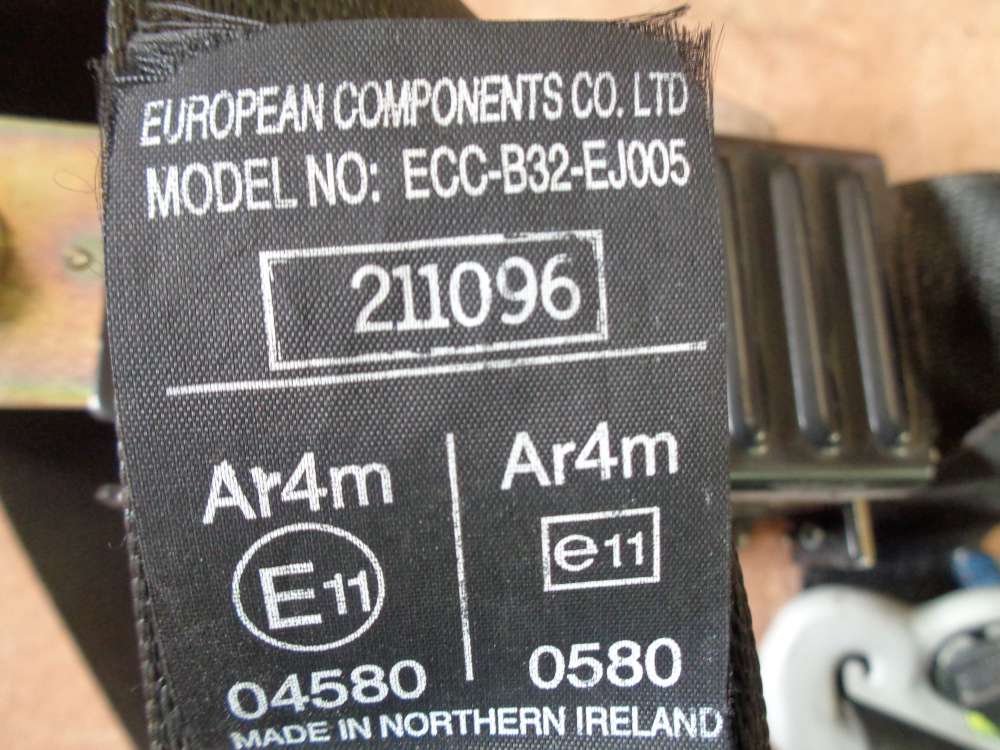 EUROPEAN COMPONENTS CO. LTD
MODEL NO: ECC-B32-EJ005
211096
Ar4m
E11
04580
Ar4m
e11
0580
MADE IN NORTHERN IRELAND